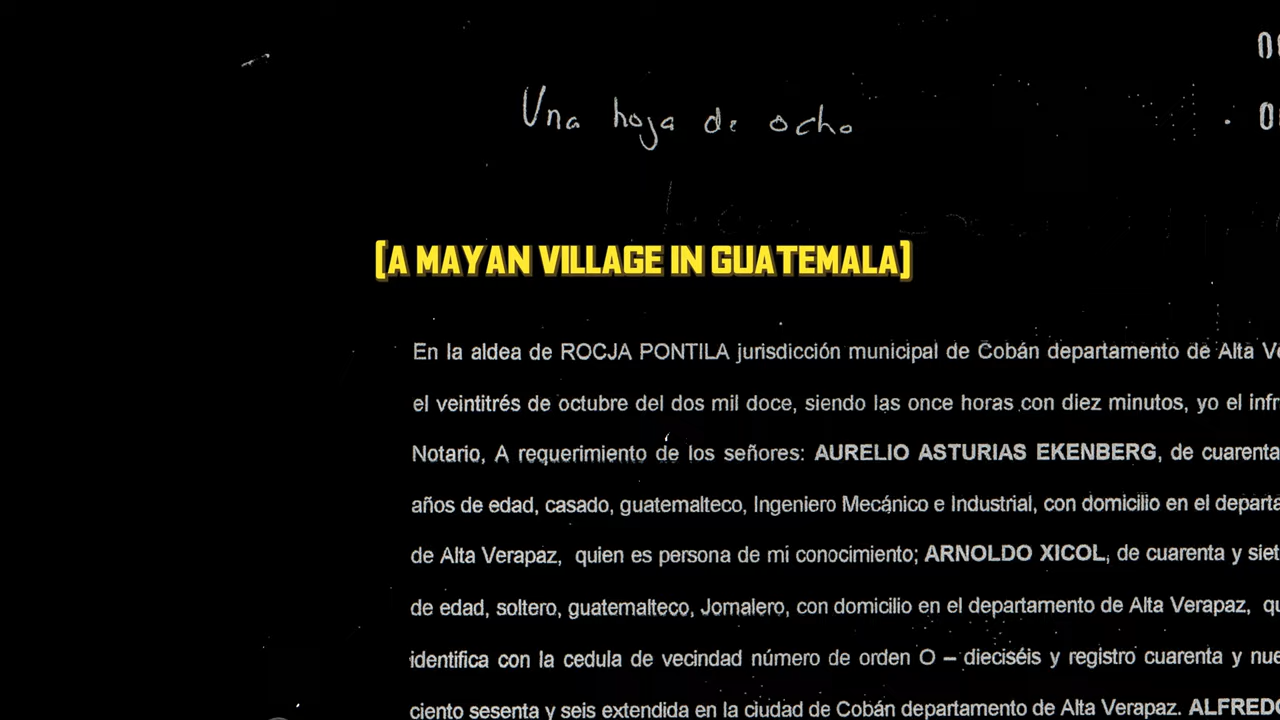 Una hoja de ocho
[A MAYAN VILLAGE IN GUATEMALA]
En la aldea de ROCJA PONTILA jurisdicción municipal de Cobán departamento de Alta
el veintitrés de octubre del dos mil doce, siendo las once horas con diez minutos, yo el
Notario, A requerimiento de los señores: AURELIO ASTURIAS EKENBERG, de cuarenta
años de edad, casado, guatemalteco, Ingeniero Mecánico e Industrial, con domicilio en el
de Alta Verapaz, quien es persona de mi conocimiento; ARNOLDO XICOL, de cuarenta y
de edad, soltero, guatemalteco, Jornalero, con domicilio en el departamento de Alta Verapaz,
identifica con la cedula de vecindad número de orden O – dieciséis y registro cuarenta y
ciento sesenta y seis extendida en la ciudad de Cobán departamento de Alta Verapaz.